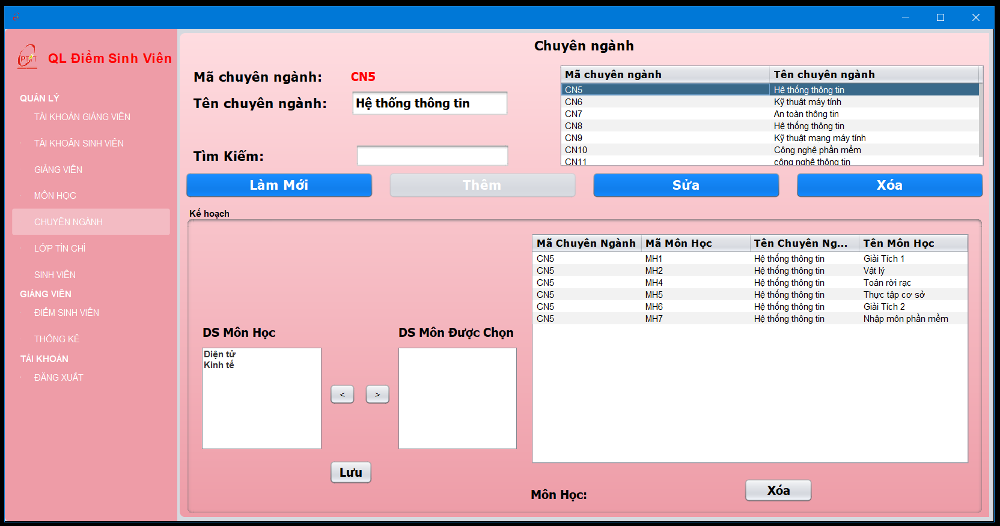 PTIT
QL Điểm Sinh Viên
QUẢN LÝ
TÀI KHOẢN GIẢNG VIÊN
TÀI KHOẢN SINH VIÊN
GIẢNG VIÊN
MÔN HỌC
CHUYÊN NGÀNH
LỚP TÍN CHỈ
SINH VIÊN
GIẢNG VIÊN
ĐIỂM SINH VIÊN
THỐNG KÊ
TÀI KHOẢN
ĐĂNG XUẤT
Chuyên ngành
Mã chuyên ngành: CN5
Tên chuyên ngành: Hệ thống thông tin
Tìm Kiếm:
Mã chuyên ngành Tên chuyên ngành
CN5 Hệ thống thông tin
CN6 Kỹ thuật máy tính
CN7 An toàn thông tin
CN8 Hệ thống thông tin
CN9 Kỹ thuật mạng máy tính
CN10 Công nghệ phần mềm
CN11 công nghệ thông tin
Làm Mới Thêm Sửa Xóa
Kế hoạch
DS Môn Học
Điện tử
Kinh tế
< >
DS Môn Được Chọn
Lưu
Mã Chuyên Ngành Mã Môn Học Tên Chuyên Ng... Tên Môn Học
CN5 MH1 Hệ thống thông tin Giải Tích 1
CN5 MH2 Hệ thống thông tin Vật lý
CN5 MH4 Hệ thống thông tin Toán rời rạc
CN5 MH5 Hệ thống thông tin Thực tập cơ sở
CN5 MH6 Hệ thống thông tin Giải Tích 2
CN5 MH7 Hệ thống thông tin Nhập môn phần mềm
Môn Học: Xóa